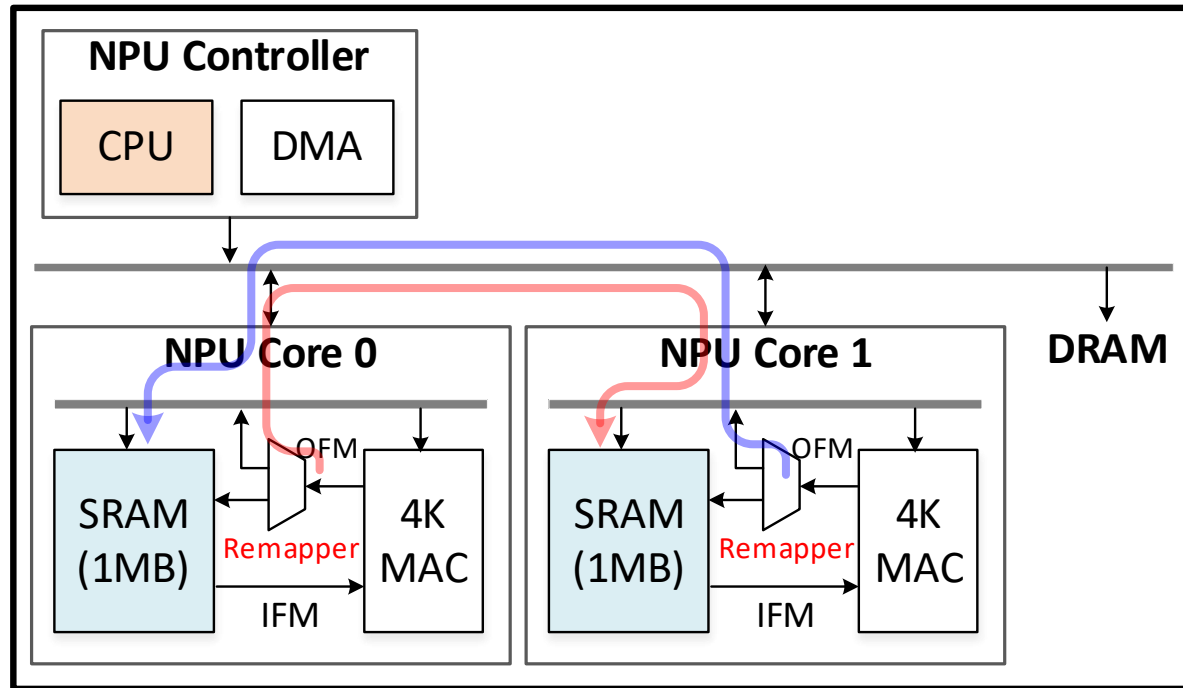 NPU Controller
CPU
DMA
NPU Core 0
NPU Core 1
DRAM
OFM
OFM
SRAM
(1MB)
4K
MAC
Remapper
IFM
SRAM
(1MB)
4K
MAC
Remapper
IFM